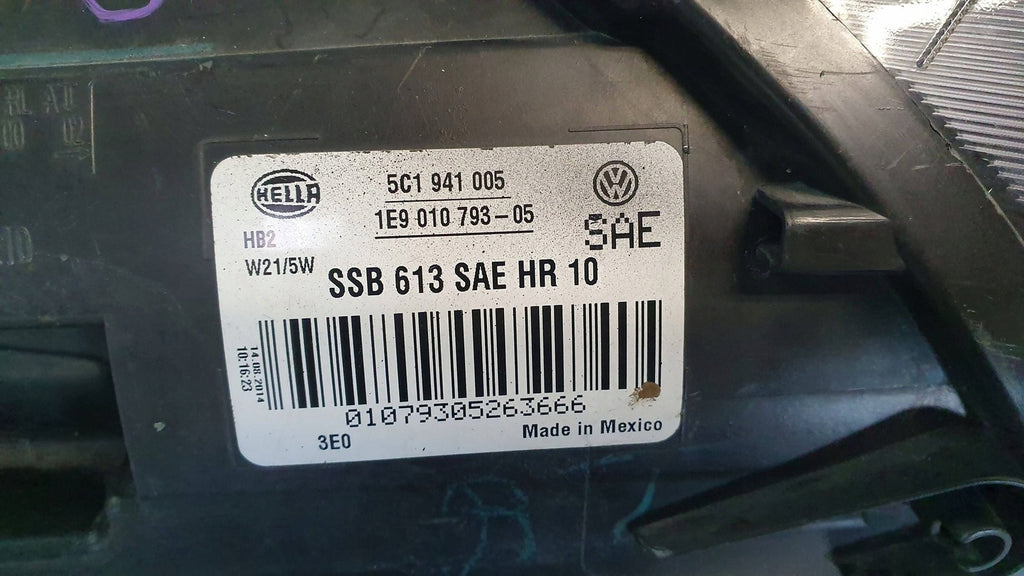 HELLA
5C1 941 005
1E9 010 793-05
SAE
HB2
W21/5W
SSB 613 SAE HR 10
14.08.2014
10:16:23
01079305263666
3E0
Made in Mexico